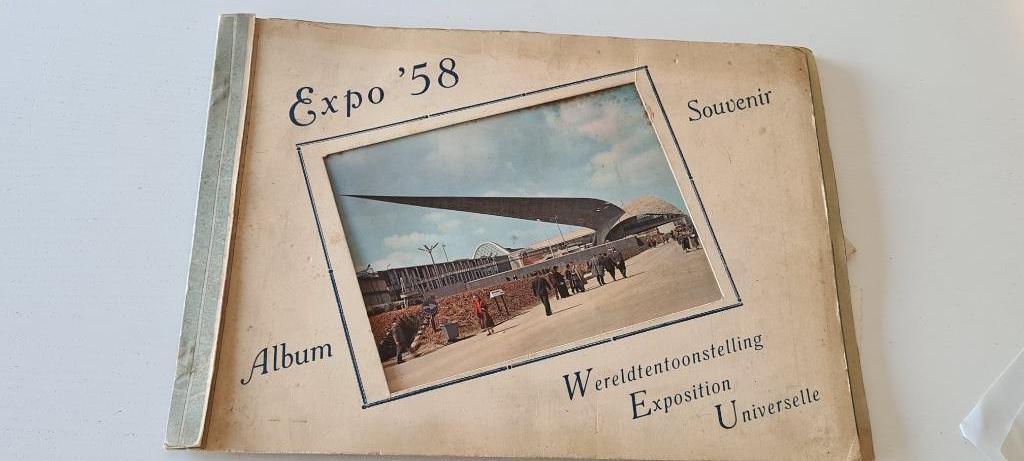 Expo '58
Souvenir
Album
Wereldtentoonstelling
Exposition
Universelle